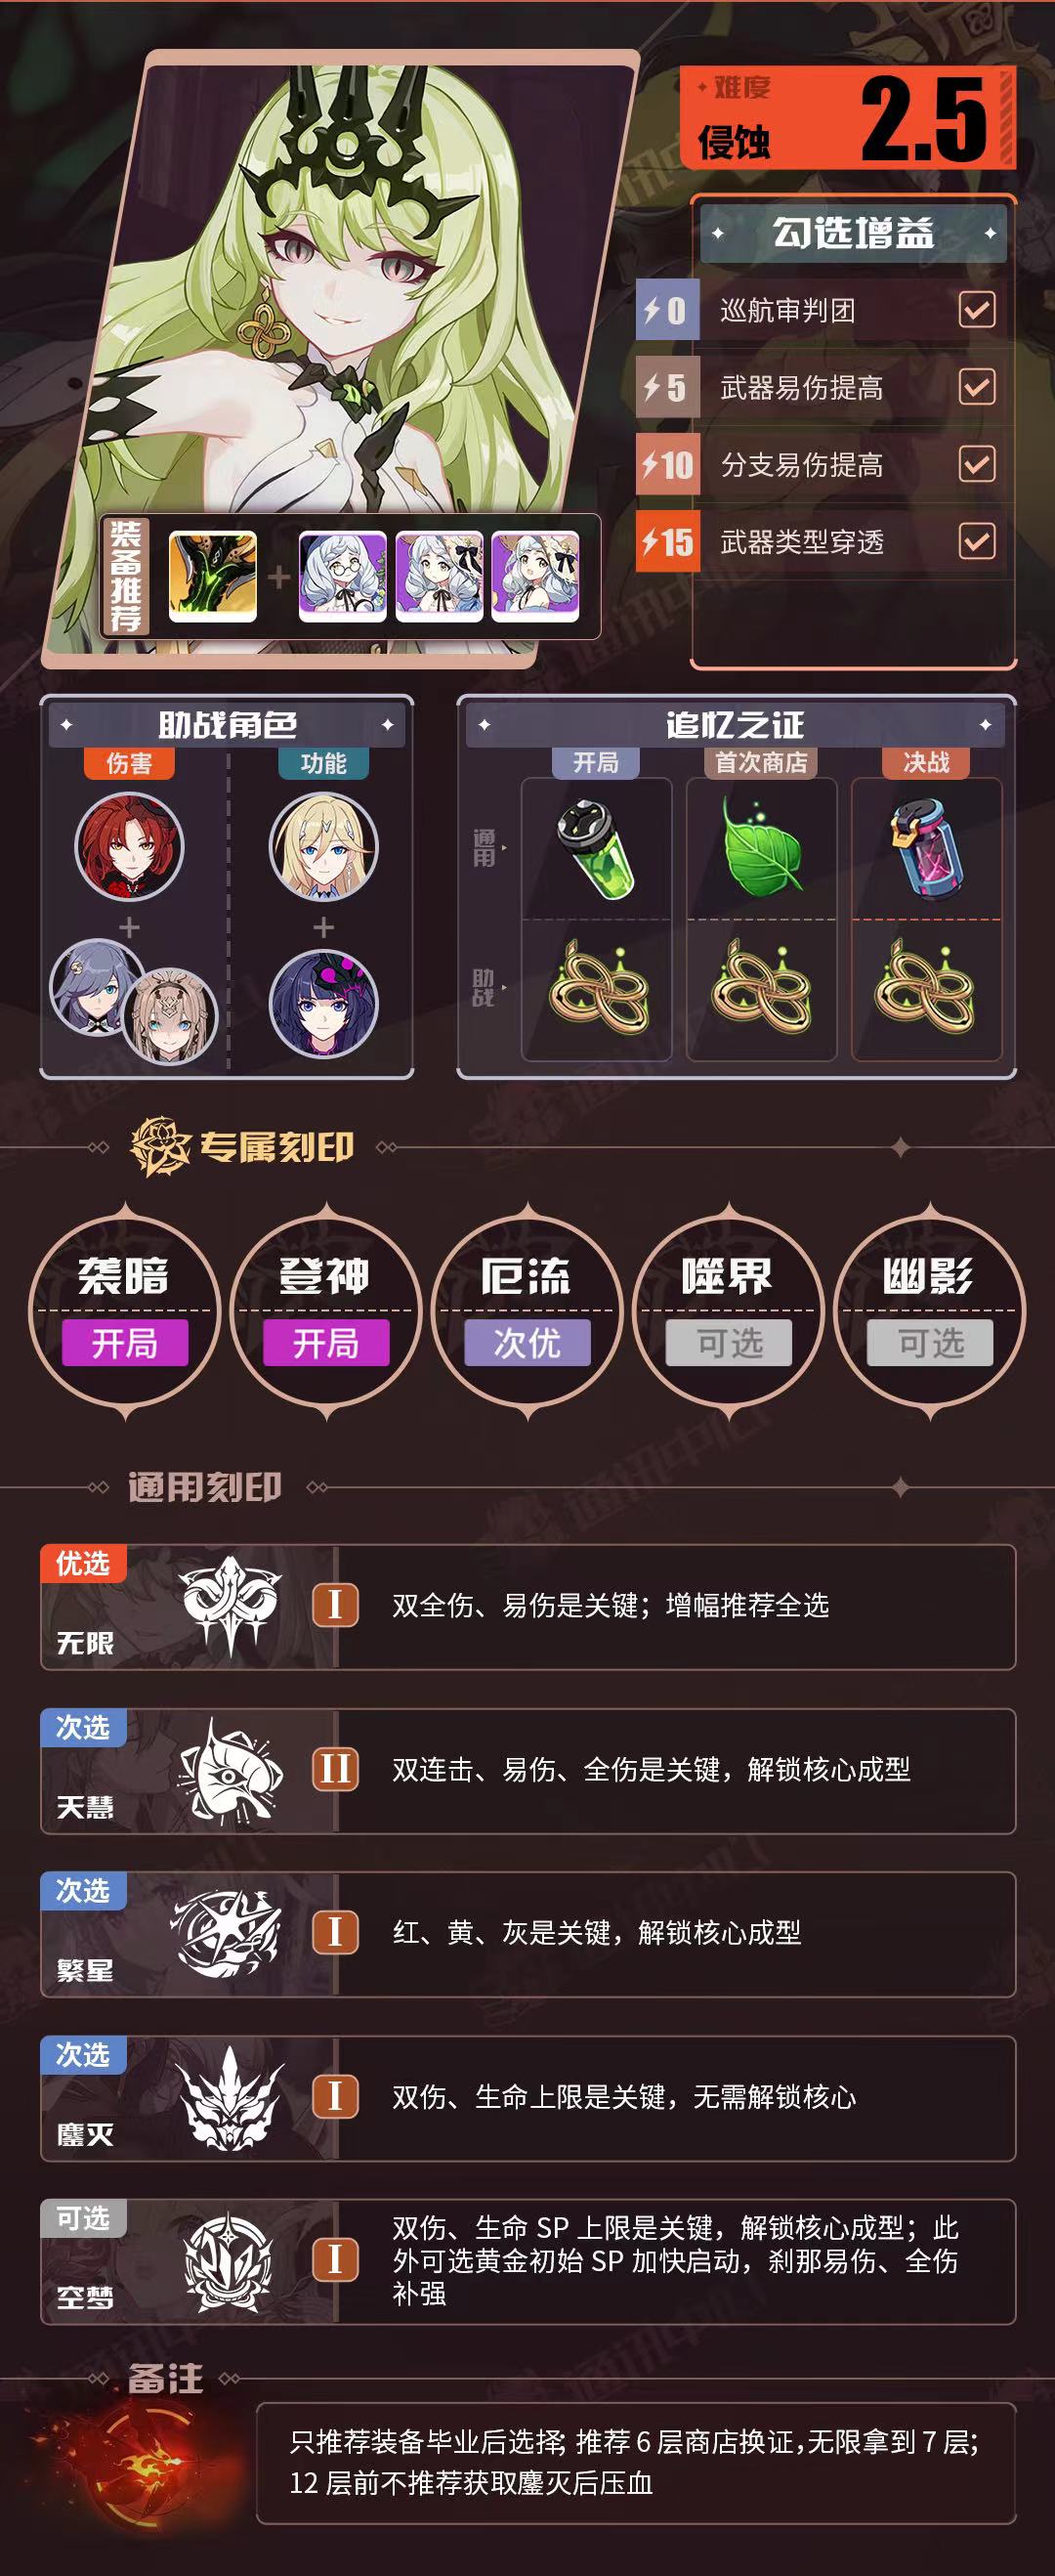 难度
侵蚀
2.5
勾选增益
0 巡航审判团
5 武器易伤提高
10 分支易伤提高
15 武器类型穿透
装备推荐
助战角色
伤害
功能
追忆之证
开局
首次商店
决战
通用
助战
专属刻印
袭暗
开局
登神
开局
厄流
次优
噬界
可选
幽影
可选
通用刻印
优选
无限
I
双全伤、易伤是关键；增幅推荐全选
次选
天慧
II
双连击、易伤、全伤是关键，解锁核心成型
次选
繁星
I
红、黄、灰是关键，解锁核心成型
次选
鏖灭
I
双伤、生命上限是关键，无需解锁核心
可选
空梦
I
双伤、生命 SP 上限是关键，解锁核心成型；此
外可选黄金初始 SP 加快启动，刹那易伤、全伤
补强
备注
只推荐装备毕业后选择；推荐 6 层商店换证，无限拿到 7 层；
12 层前不推荐获取鏖灭后压血